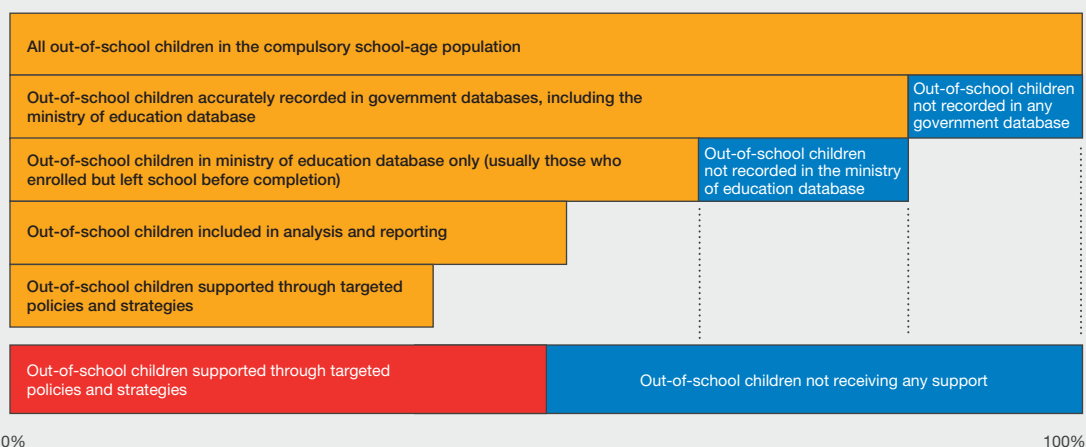 All out-of-school children in the compulsory school-age population
Out-of-school children accurately recorded in government databases, including the
ministry of education database
Out-of-school children
not recorded in any
government database
Out-of-school children in ministry of education database only (usually those who
enrolled but left school before completion)
Out-of-school children
not recorded in the ministry
of education database
Out-of-school children included in analysis and reporting
Out-of-school children supported through targeted
policies and strategies
Out-of-school children supported through targeted
policies and strategies
Out-of-school children not receiving any support
0%
100%